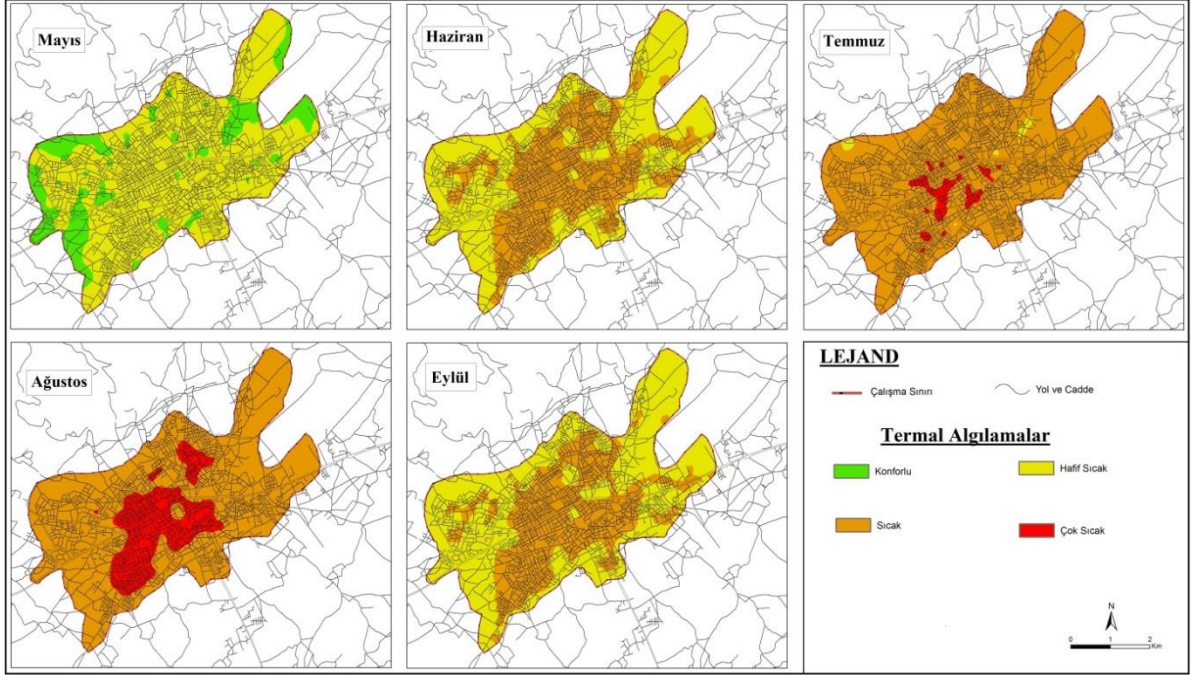 Mayıs
Haziran
Temmuz
Ağustos
Eylül
LEJAND
Çalışma Sınırı
Yol ve Cadde
Termal Algılamalar
Konforlu
Hafif Sıcak
Sıcak
Çok Sıcak
N
0 1 2
Km